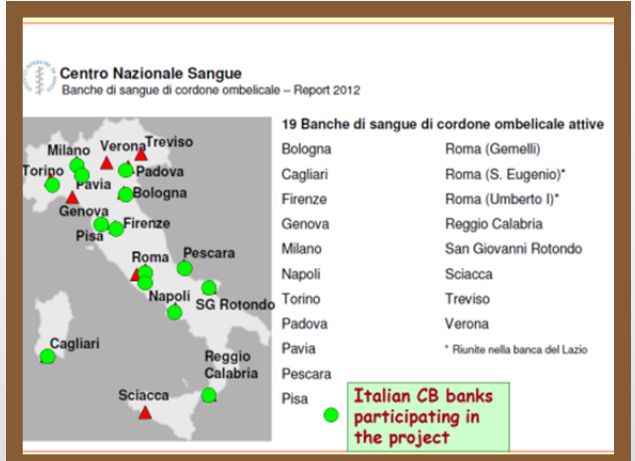 Centro Nazionale Sangue
Banche di sangue di cordone ombelicale – Report 2012
Milano
Verona
Treviso
Torino
Pavia
Padova
Bologna
Genova
Pisa
Firenze
Roma
Pescara
Napoli
SG Rotondo
Cagliari
Reggio
Calabria
Sciacca
19 Banche di sangue di cordone ombelicale attive
Bologna
Cagliari
Firenze
Genova
Milano
Napoli
Torino
Padova
Pavia
Pescara
Pisa
Roma (Gemelli)
Roma (S. Eugenio)*
Roma (Umberto I)*
Reggio Calabria
San Giovanni Rotondo
Sciacca
Treviso
Verona
* Riunite nella banca del Lazio
Italian CB banks
participating in
the project